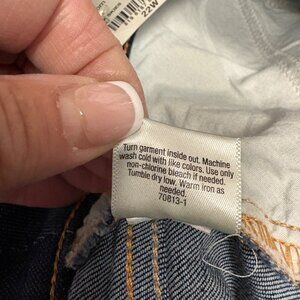 22W
Turn garment inside out. Machine
wash cold with like colors. Use only
non-chlorine bleach if needed.
Tumble dry low. Warm iron as
needed.
70813-1